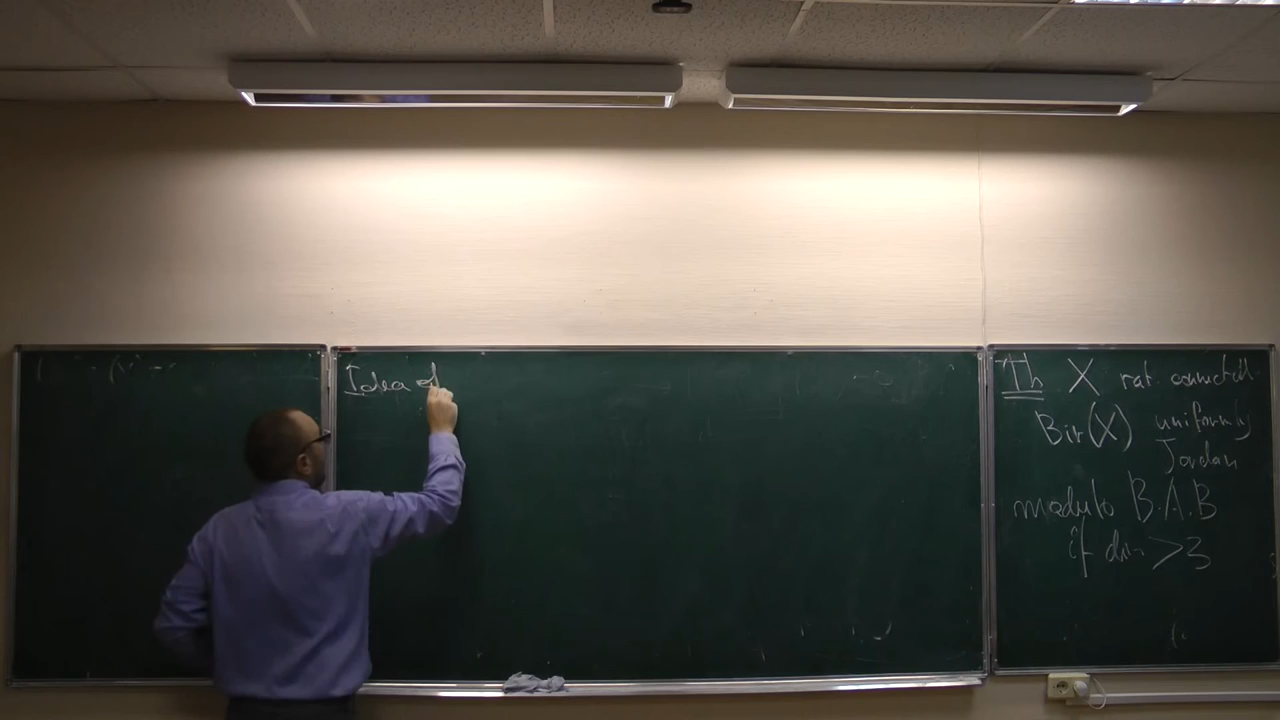 Idea of
Th X rat. connected
Bir(X) uniformly
Jordan
modulo B.A.B
if dim >3